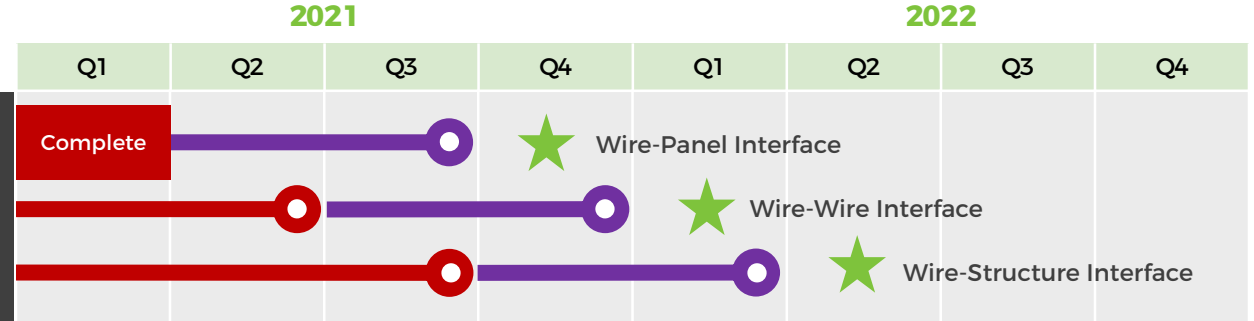 2021 2022
Q1 Q2 Q3 Q4 Q1 Q2 Q3 Q4
Complete Wire-Panel Interface
Wire-Wire Interface
Wire-Structure Interface